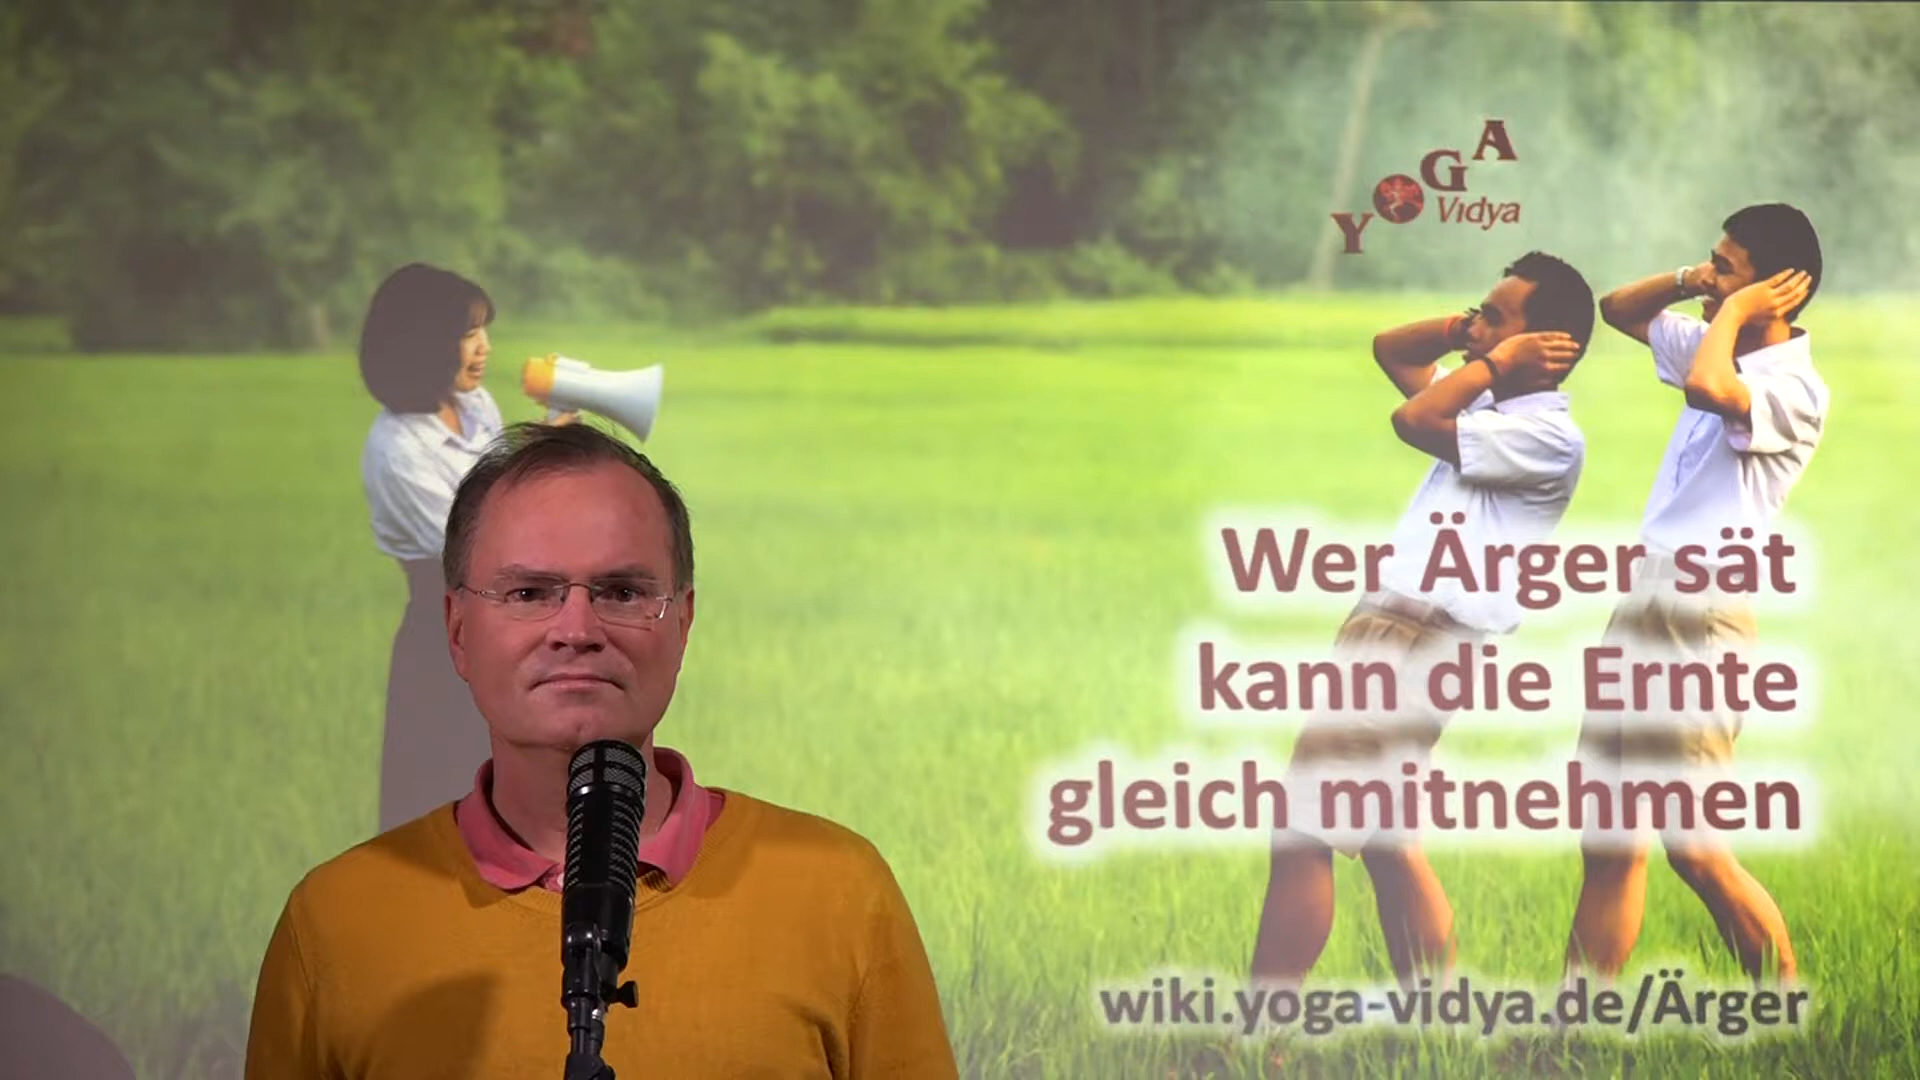 YOGA
Vidya
Wer Ärger sät
kann die Ernte
gleich mitnehmen
wiki.yoga-vidya.de/Ärger